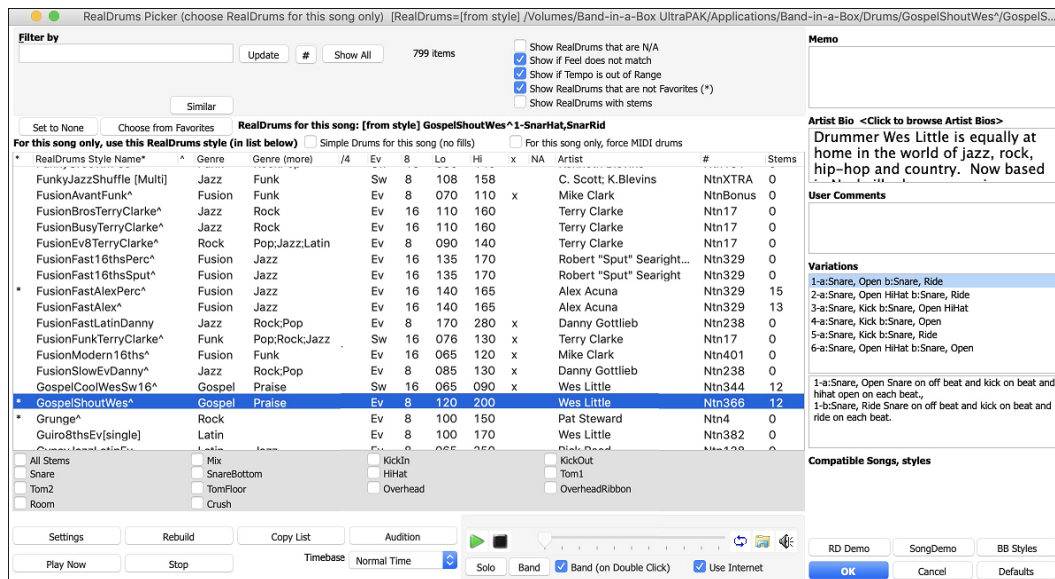 RealDrums Picker (choose RealDrums for this song only) [RealDrums=[from style] /Volumes/Band-in-a-Box UltraPAK/Applications/Band-in-a-Box/Drums/GospelShoutWes^/GospelS...
Filter by
Update # Show All 799 items
Similar
Show RealDrums that are N/A
Show if Feel does not match
Show if Tempo is out of Range
Show RealDrums that are not Favorites (*)
Show RealDrums with stems
Set to None Choose from Favorites RealDrums for this song: [from style] GospelShoutWes^1-SnarHat,SnarRid
For this song only, use this RealDrums style (in list below) Simple Drums for this song (no fills) For this song only, force MIDI drums
* RealDrums Style Name* ^ Genre Genre (more) /4 Ev 8 Lo Hi x NA Artist # Stems
FunkyJazzShuffle [Multi] Jazz Funk Sw 8 108 158 C. Scott; K.Blevins NtnXTRA 0
FusionAvantFunk^ Fusion Funk Ev 8 070 110 x Mike Clark NtnBonus 0
FusionBrosTerryClarke^ Jazz Rock Ev 16 110 160 Terry Clarke Ntn17 0
FusionBusyTerryClarke^ Jazz Rock Ev 16 110 160 Terry Clarke Ntn17 0
FusionEv8TerryClarke^ Rock Pop;Jazz;Latin Ev 8 090 140 Terry Clarke Ntn17 0
FusionFast16thsPerc^ Fusion Jazz Ev 16 135 170 Robert "Sput" Searight... Ntn329 0
FusionFast16thsSput^ Fusion Jazz Ev 16 135 170 Robert "Sput" Searight Ntn329 0
* FusionFastAlexPerc^ Fusion Jazz Ev 16 140 165 Alex Acuna Ntn329 15
FusionFastAlex^ Fusion Jazz Ev 16 140 165 Alex Acuna Ntn329 13
FusionFastLatinDanny Jazz Rock;Pop Ev 8 170 280 x Danny Gottlieb Ntn238 0
FusionFunkTerryClarke^ Funk Pop;Rock;Jazz Sw 16 076 130 x Terry Clarke Ntn17 0
FusionModern16ths^ Fusion Funk Ev 16 065 120 x Mike Clark Ntn401 0
FusionSlowEvDanny^ Jazz Rock;Pop Ev 8 085 130 x Danny Gottlieb Ntn238 0
GospelCoolWesSw16^ Gospel Praise Sw 16 065 090 x Wes Little Ntn344 12
* GospelShoutWes^ Gospel Praise Ev 8 120 200 Wes Little Ntn366 12
* Grunge^ Rock Ev 8 100 150 Pat Steward Ntn4 0
Guiro8thsEv[single] Latin Ev 8 100 170 Wes Little Ntn382 0
All Stems Mix KickIn KickOut
Snare SnareBottom HiHat Tom1
Tom2 TomFloor Overhead OverheadRibbon
Room Crush
Settings Rebuild Copy List Audition
Play Now Stop Timebase Normal Time
Solo Band Band (on Double Click) Use Internet
Memo
Artist Bio <Click to browse Artist Bios>
Drummer Wes Little is equally at
home in the world of jazz, rock,
hip-hop and country. Now based
User Comments
Variations
1-a:Snare, Open b:Snare, Ride
2-a:Snare, Open HiHat b:Snare, Ride
3-a:Snare, Kick b:Snare, Open HiHat
4-a:Snare, Kick b:Snare, Open
5-a:Snare, Kick b:Snare, Ride
6-a:Snare, Open HiHat b:Snare, Open
1-a:Snare, Open Snare on off beat and kick on beat and
hihat open on each beat.,
1-b:Snare, Ride Snare on off beat and kick on beat and
ride on each beat.
Compatible Songs, styles
RD Demo SongDemo BB Styles
OK Cancel Defaults